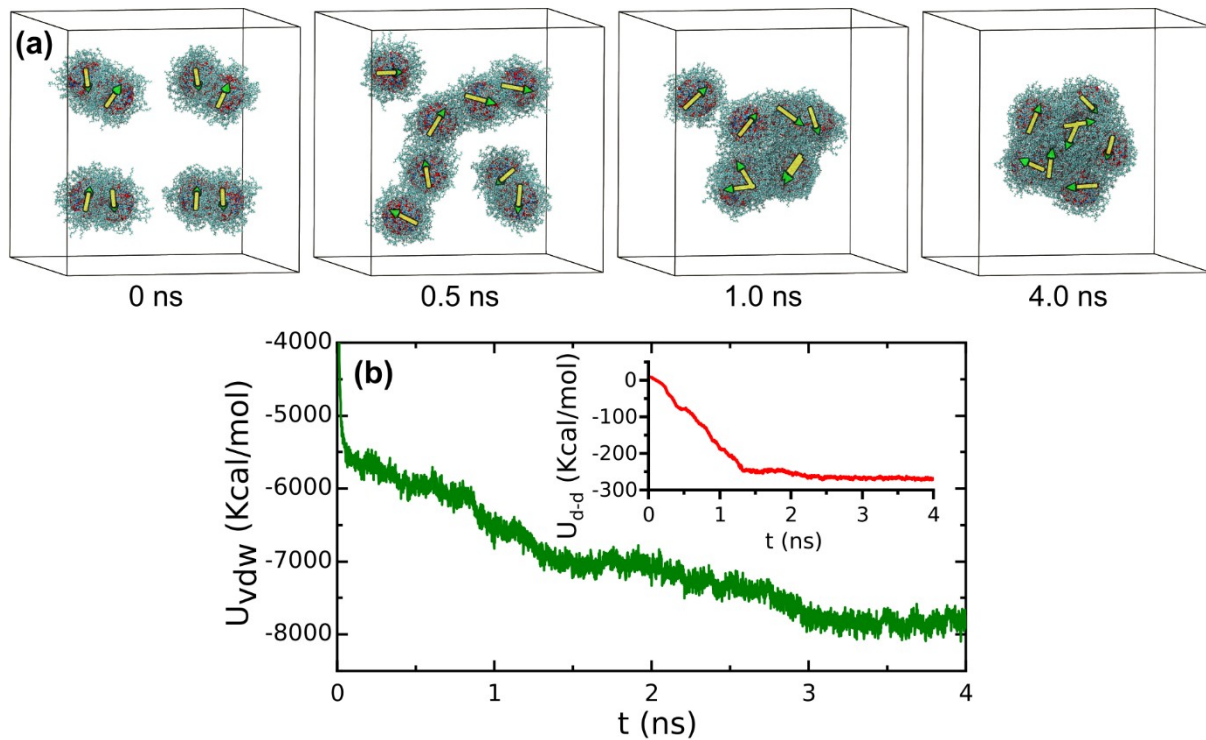 (a)
0 ns
0.5 ns
1.0 ns
4.0 ns
(b)
-4000
-5000
-6000
-7000
-8000
U_vdw (Kcal/mol)
0
1
2
3
4
t (ns)
0
-100
-200
-300
U_d-d (Kcal/mol)
0
1
2
3
4
t (ns)